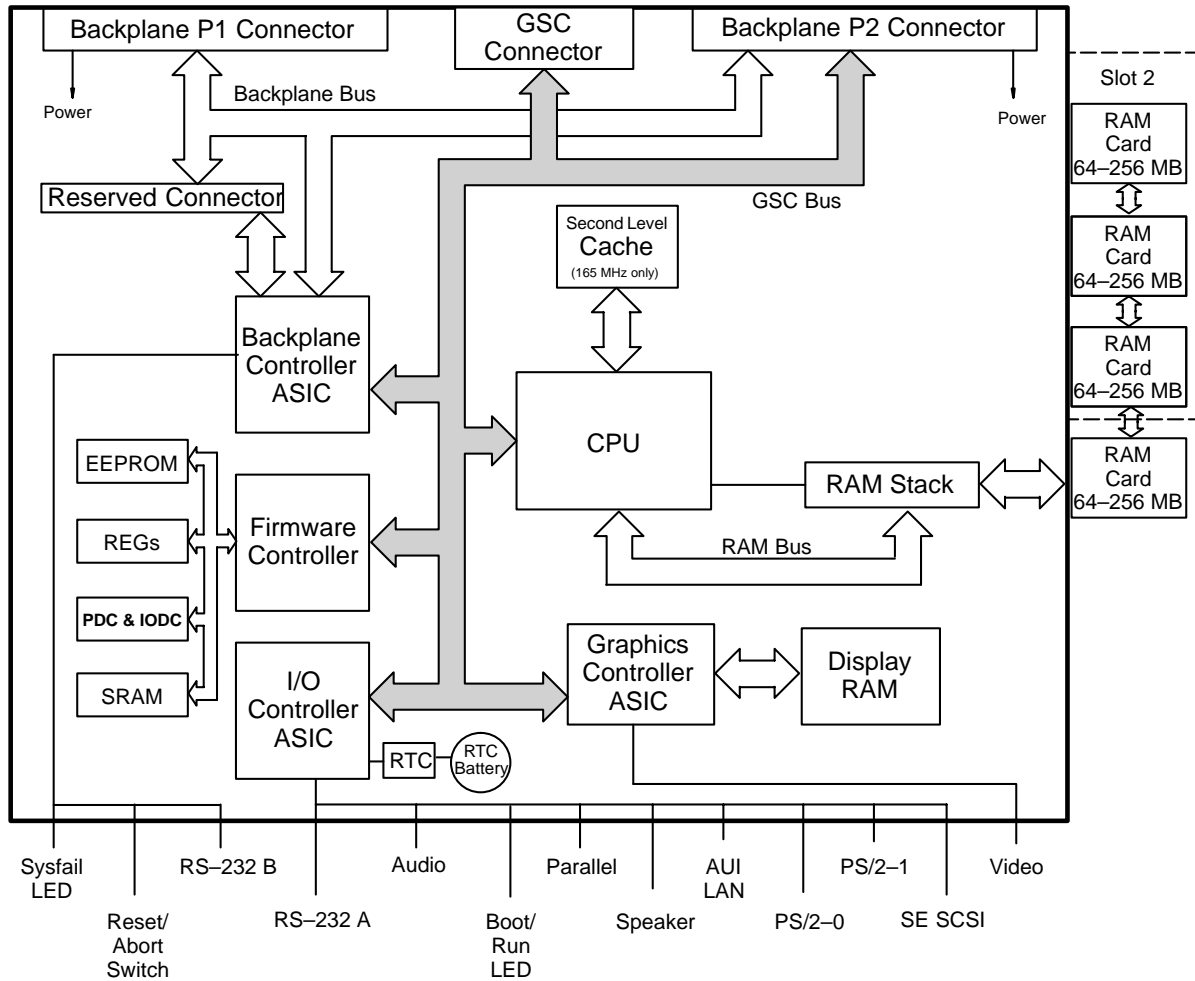 Backplane P1 Connector
GSC
Connector
Backplane P2 Connector
Power
Backplane Bus
Power
Slot 2
RAM
Card
64–256 MB
Reserved Connector
GSC Bus
Second Level
Cache
(165 MHz only)
RAM
Card
64–256 MB
Backplane
Controller
ASIC
RAM
Card
64–256 MB
CPU
EEPROM
RAM Stack
RAM
Card
64–256 MB
REGs
Firmware
Controller
RAM Bus
PDC & IODC
SRAM
I/O
Controller
ASIC
Graphics
Controller
ASIC
Display
RAM
RTC
RTC
Battery
Sysfail
LED
Reset/
Abort
Switch
RS–232 B
RS–232 A
Audio
Boot/
Run
LED
Parallel
Speaker
AUI
LAN
PS/2–0
PS/2–1
SE SCSI
Video